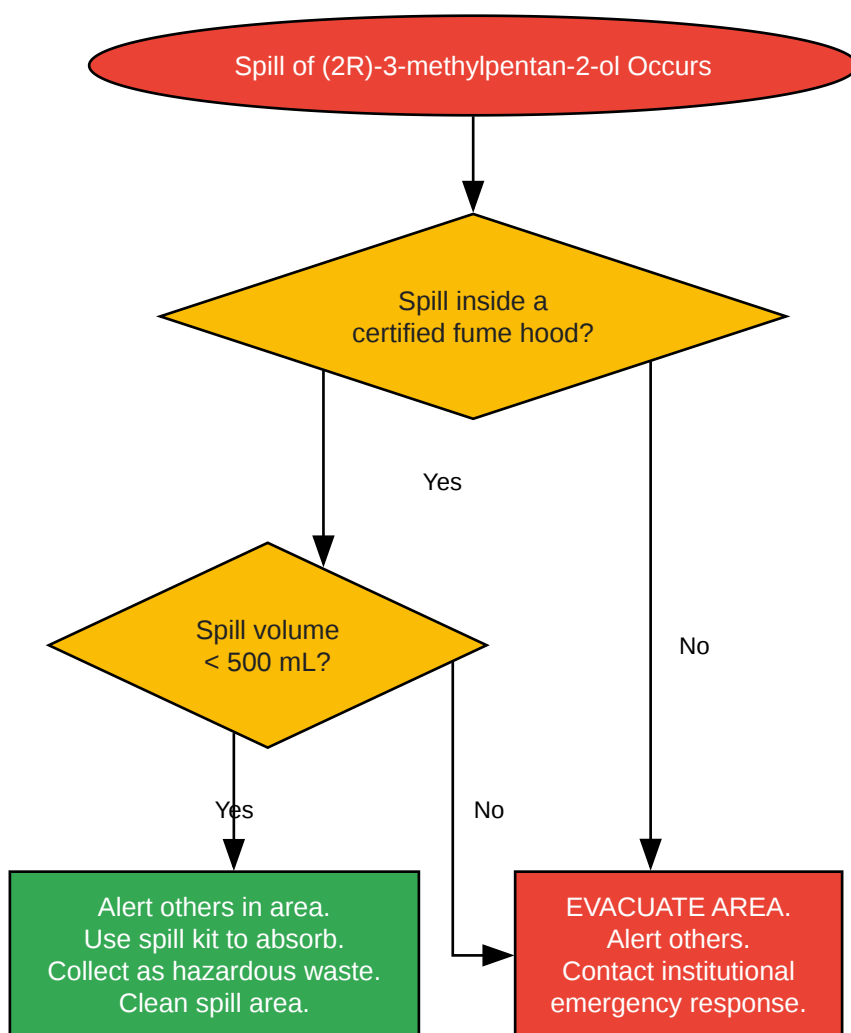 Spill of (2R)-3-methylpentan-2-ol Occurs
Spill inside a
certified fume hood?
Yes
Spill volume
< 500 mL?
No
Yes
No
Alert others in area.
Use spill kit to absorb.
Collect as hazardous waste.
Clean spill area.
EVACUATE AREA.
Alert others.
Contact institutional
emergency response.